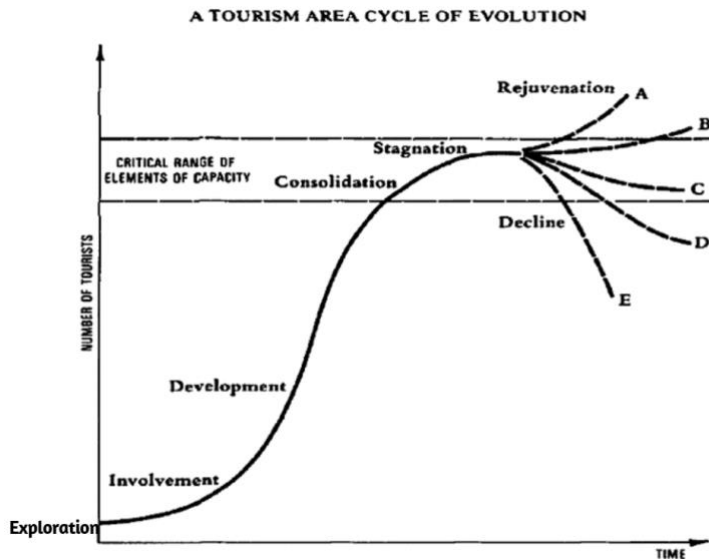 A TOURISM AREA CYCLE OF EVOLUTION
Rejuvenation
A
B
Stagnation
CRITICAL RANGE OF
ELEMENTS OF CAPACITY
Consolidation
C
Decline
D
E
NUMBER OF TOURISTS
Development
Involvement
Exploration
TIME